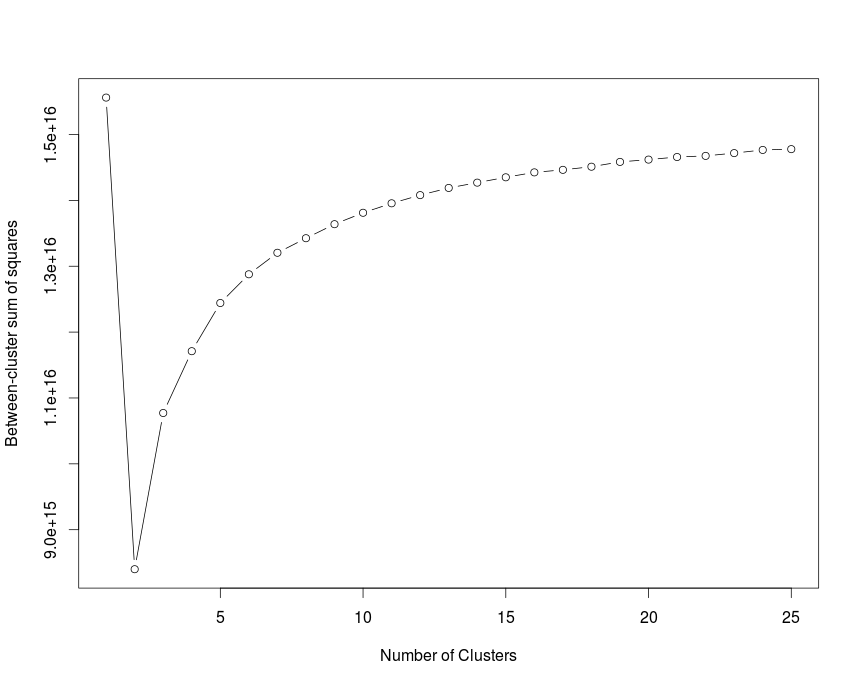 Between-cluster sum of squares
1.5e+16
1.3e+16
1.1e+16
9.0e+15
5 10 15 20 25
Number of Clusters